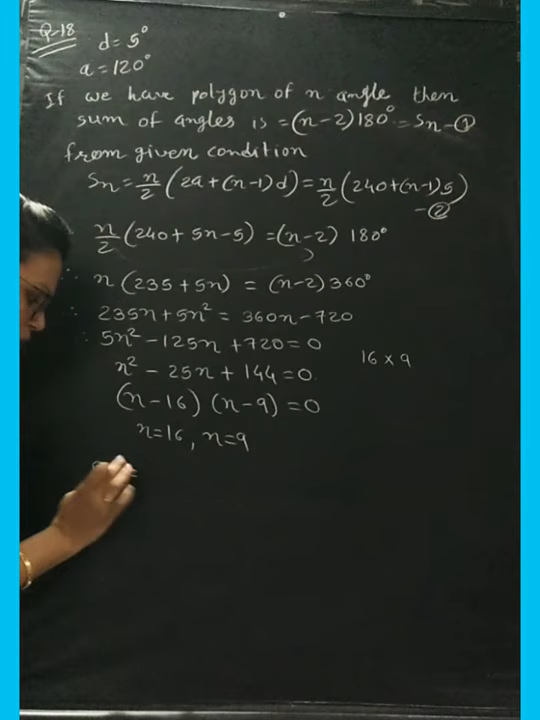 Q-18
d = 5°
a = 120°
If we have polygon of n angle then
sum of angles is = (n-2)180° = Sn - ①
from given condition
Sn = n/2 (2a + (n-1)d) = n/2 (240 + (n-1)5)
- ②
n/2 (240 + 5n - 5) = (n-2) 180°
∴ n (235 + 5n) = (n-2) 360°
∴ 235n + 5n² = 360n - 720
∴ 5n² - 125n + 720 = 0
n² - 25n + 144 = 0.
16 × 9
(n - 16) (n - 9) = 0
n = 16, n = 9